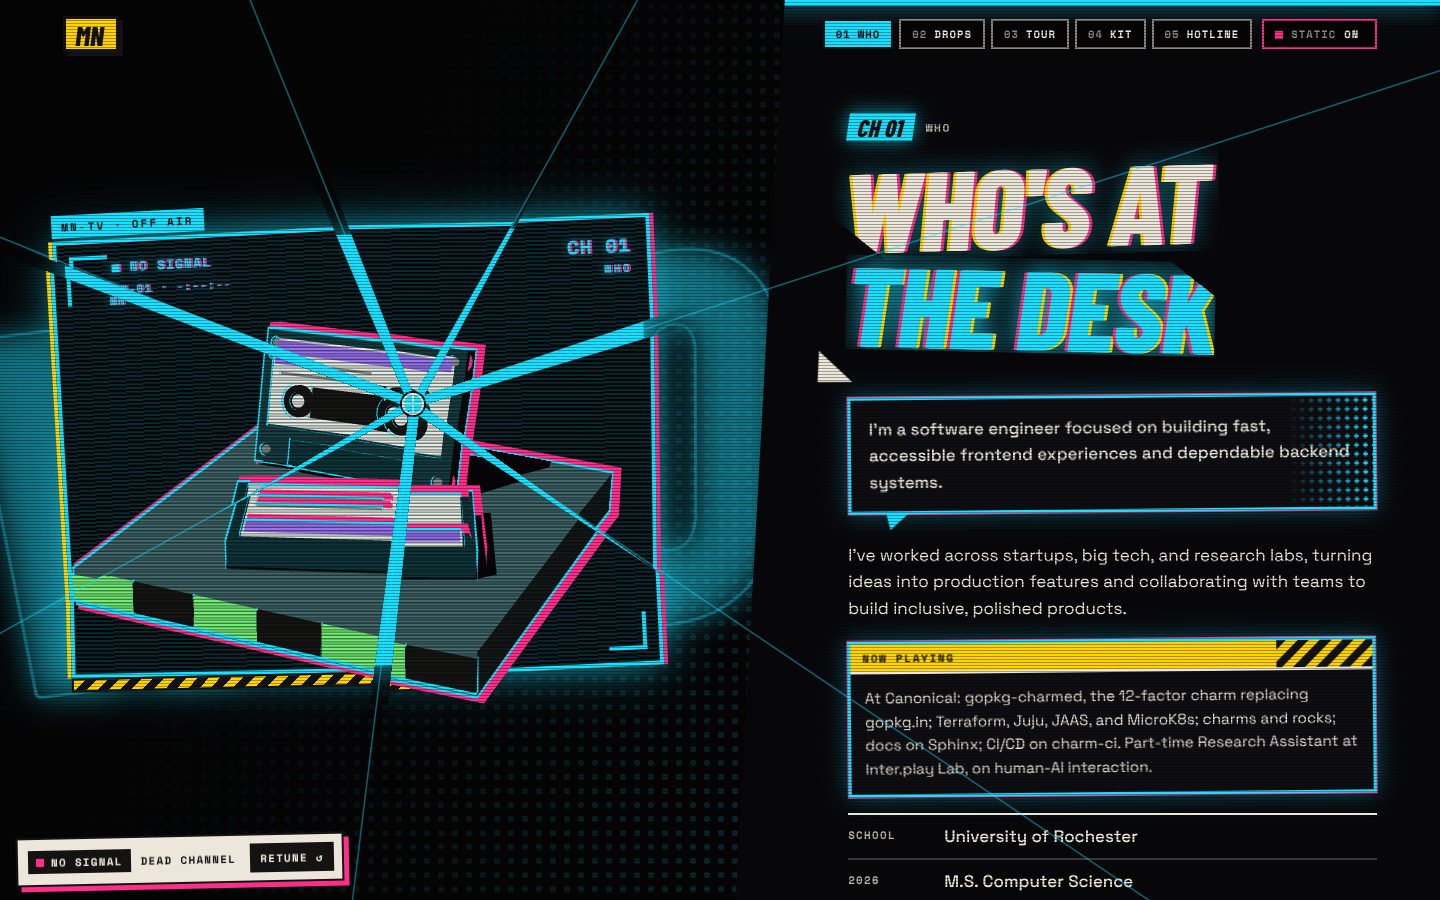 MN
01 WHO
02 DROPS
03 TOUR
04 KIT
05 HOTLINE
STATIC ON
MN-TV · OFF AIR
NO SIGNAL
MN-01 · -:--:--
CH 01
WHO
NO SIGNAL
DEAD CHANNEL
RETUNE ↺
CH 01
WHO
WHO'S AT
THE DESK
I'm a software engineer focused on building fast,
accessible frontend experiences and dependable backend
systems.
I've worked across startups, big tech, and research labs, turning
ideas into production features and collaborating with teams to
build inclusive, polished products.
NOW PLAYING
At Canonical: gopkg-charmed, the 12-factor charm replacing
gopkg.in; Terraform, Juju, JAAS, and MicroK8s; charms and rocks;
docs on Sphinx; CI/CD on charm-ci. Part-time Research Assistant at
Inter.play Lab, on human-AI interaction.
SCHOOL
University of Rochester
2026
M.S. Computer Science